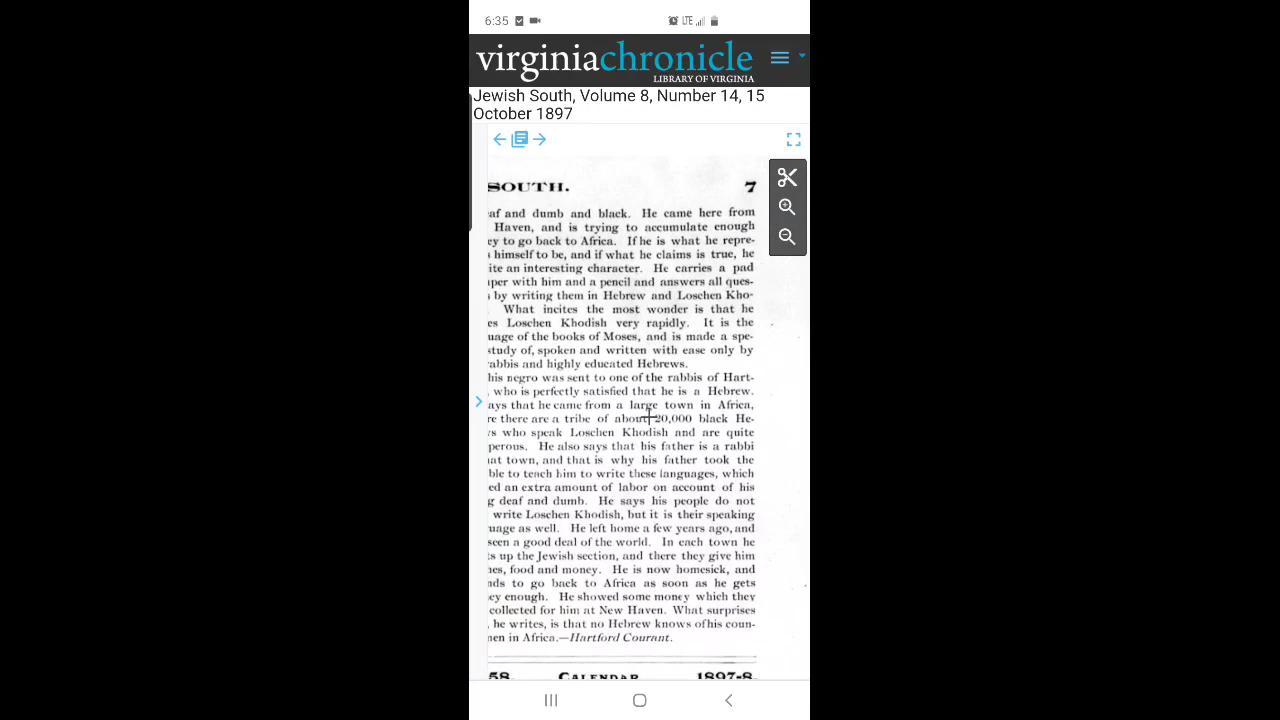 6:35
LTE
virginiachronicle
LIBRARY OF VIRGINIA
Jewish South, Volume 8, Number 14, 15
October 1897
SOUTH. 7
af and dumb and black. He came here from
Haven, and is trying to accumulate enough
ey to go back to Africa. If he is what he repre-
himself to be, and if what he claims is true, he
ite an interesting character. He carries a pad
per with him and a pencil and answers all ques-
by writing them in Hebrew and Loschen Kho-
What incites the most wonder is that he
es Loschen Khodish very rapidly. It is the
uage of the books of Moses, and is made a spe-
study of, spoken and written with ease only by
abbis and highly educated Hebrews.
his negro was sent to one of the rabbis of Hart-
, who is perfectly satisfied that he is a Hebrew.
ays that he came from a large town in Africa,
re there are a tribe of about 20,000 black He-
s who speak Loschen Khodish and are quite
perous. He also says that his father is a rabbi
at town, and that is why his father took the
ble to teach him to write these languages, which
ed an extra amount of labor on account of his
g deaf and dumb. He says his people do not
write Loschen Khodish, but it is their speaking
uage as well. He left home a few years ago, and
seen a good deal of the world. In each town he
s up the Jewish section, and there they give him
hes, food and money. He is now homesick, and
nds to go back to Africa as soon as he gets
ey enough. He showed some money which they
collected for him at New Haven. What surprises
, he writes, is that no Hebrew knows of his coun-
men in Africa.—Hartford Courant.
58. CALENDAR 1897-8.